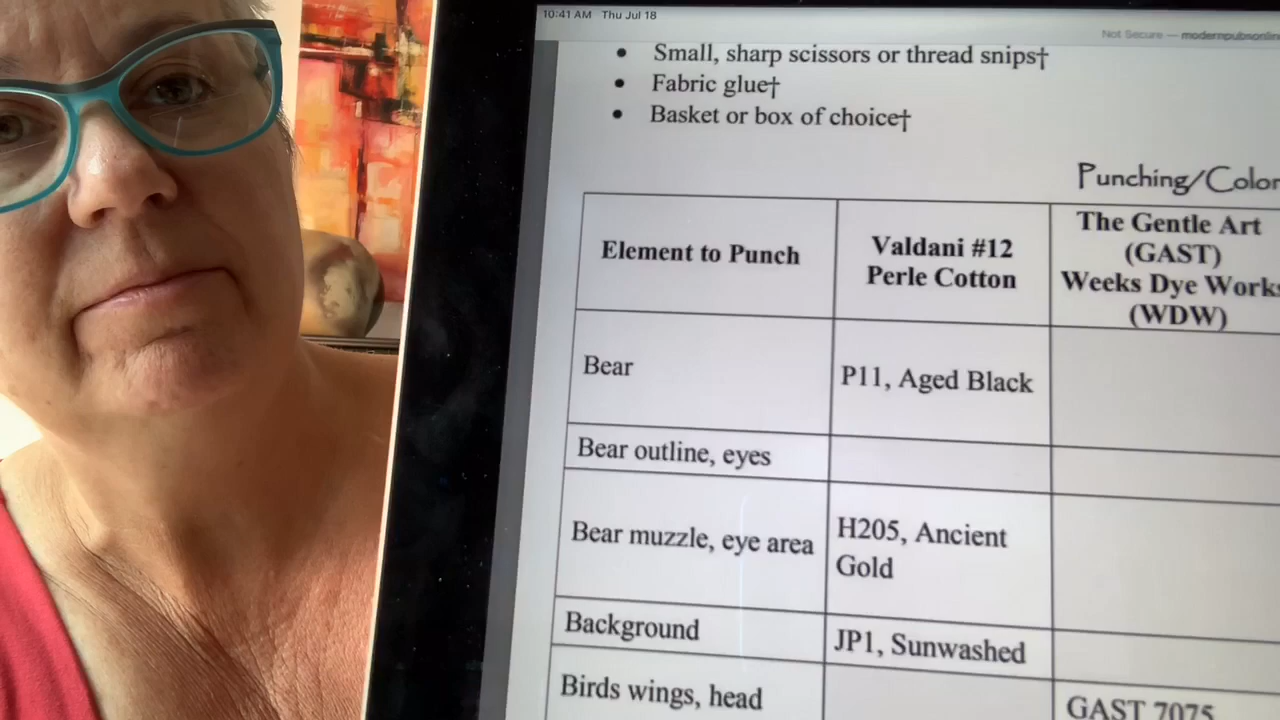 10:41 AM Thu Jul 18
Not Secure —
• Small, sharp scissors or thread snips†
• Fabric glue†
• Basket or box of choice†
Punching/Color
Element to Punch
Valdani #12
Perle Cotton
The Gentle Art
(GAST)
Weeks Dye Works
(WDW)
Bear
P11, Aged Black
Bear outline, eyes
Bear muzzle, eye area
H205, Ancient
Gold
Background
JP1, Sunwashed
Birds wings, head
GAST 7075